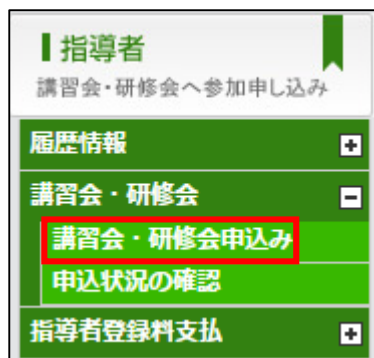 指導者
講習会・研修会へ参加申し込み
履歴情報
講習会・研修会
講習会・研修会申込み
申込状況の確認
指導者登録料支払